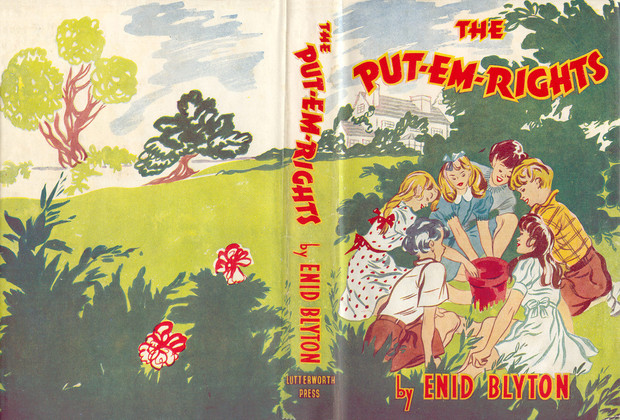 THE
PUT-EM-RIGHTS
by ENID BLYTON
LUTTERWORTH
PRESS
THE
PUT-EM-RIGHTS
by ENID BLYTON